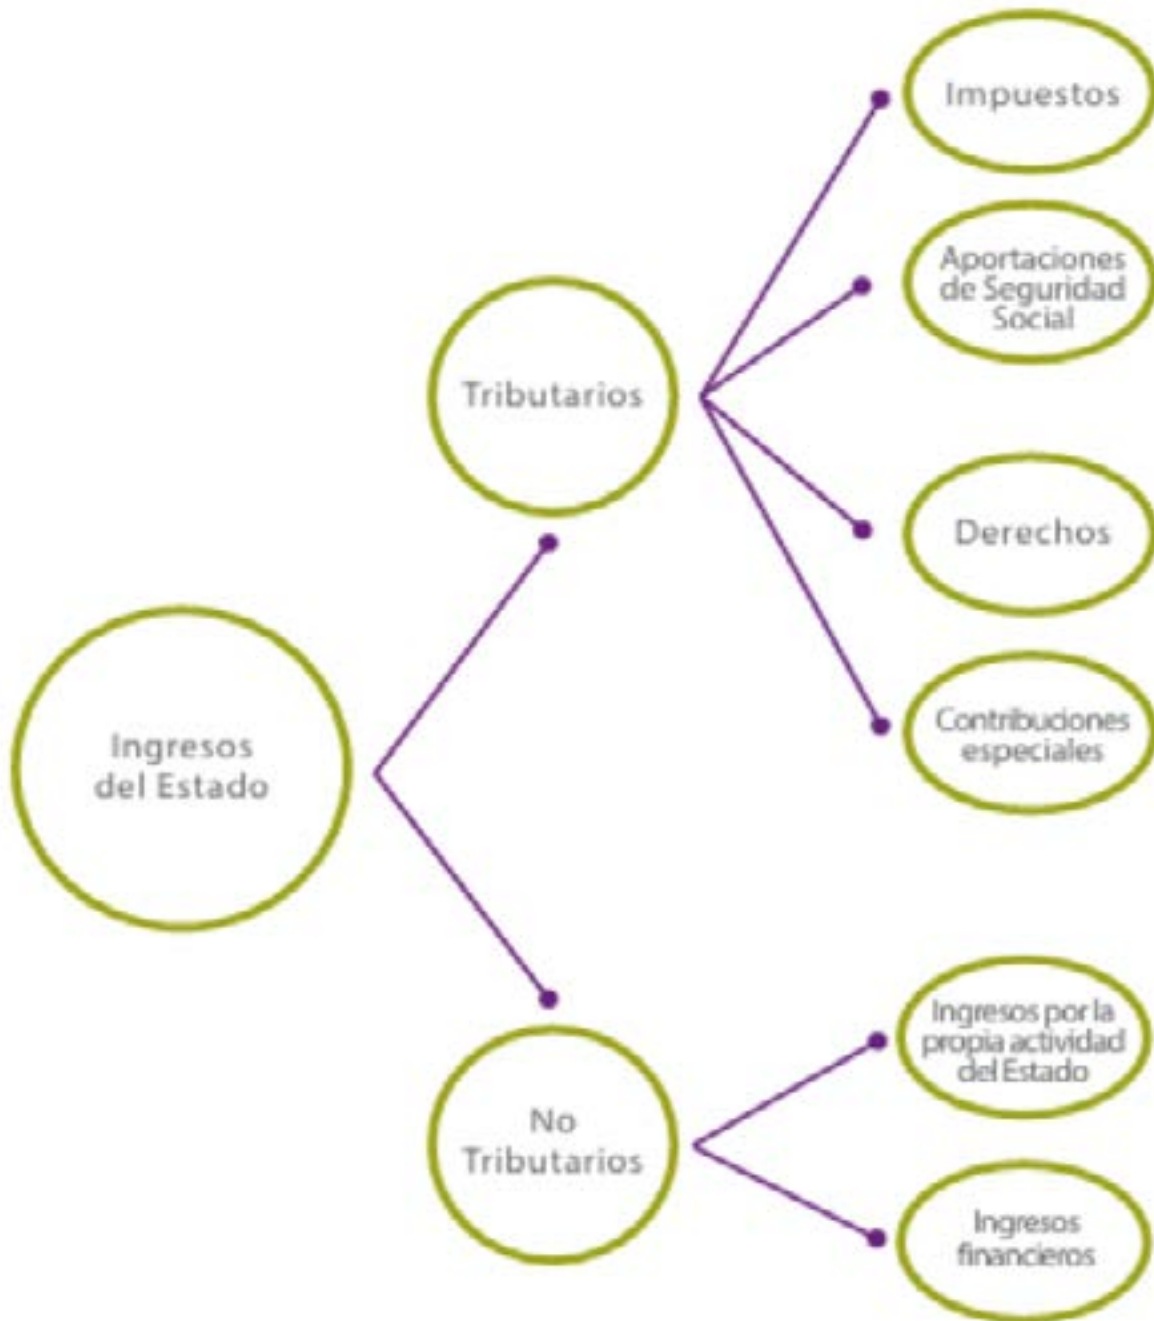 Impuestos
Aportaciones
de Seguridad
Social
Tributarios
Derechos
Contribuciones
especiales
Ingresos
del Estado
Ingresos por la
propia actividad
del Estado
No
Tributarios
Ingresos
financieros